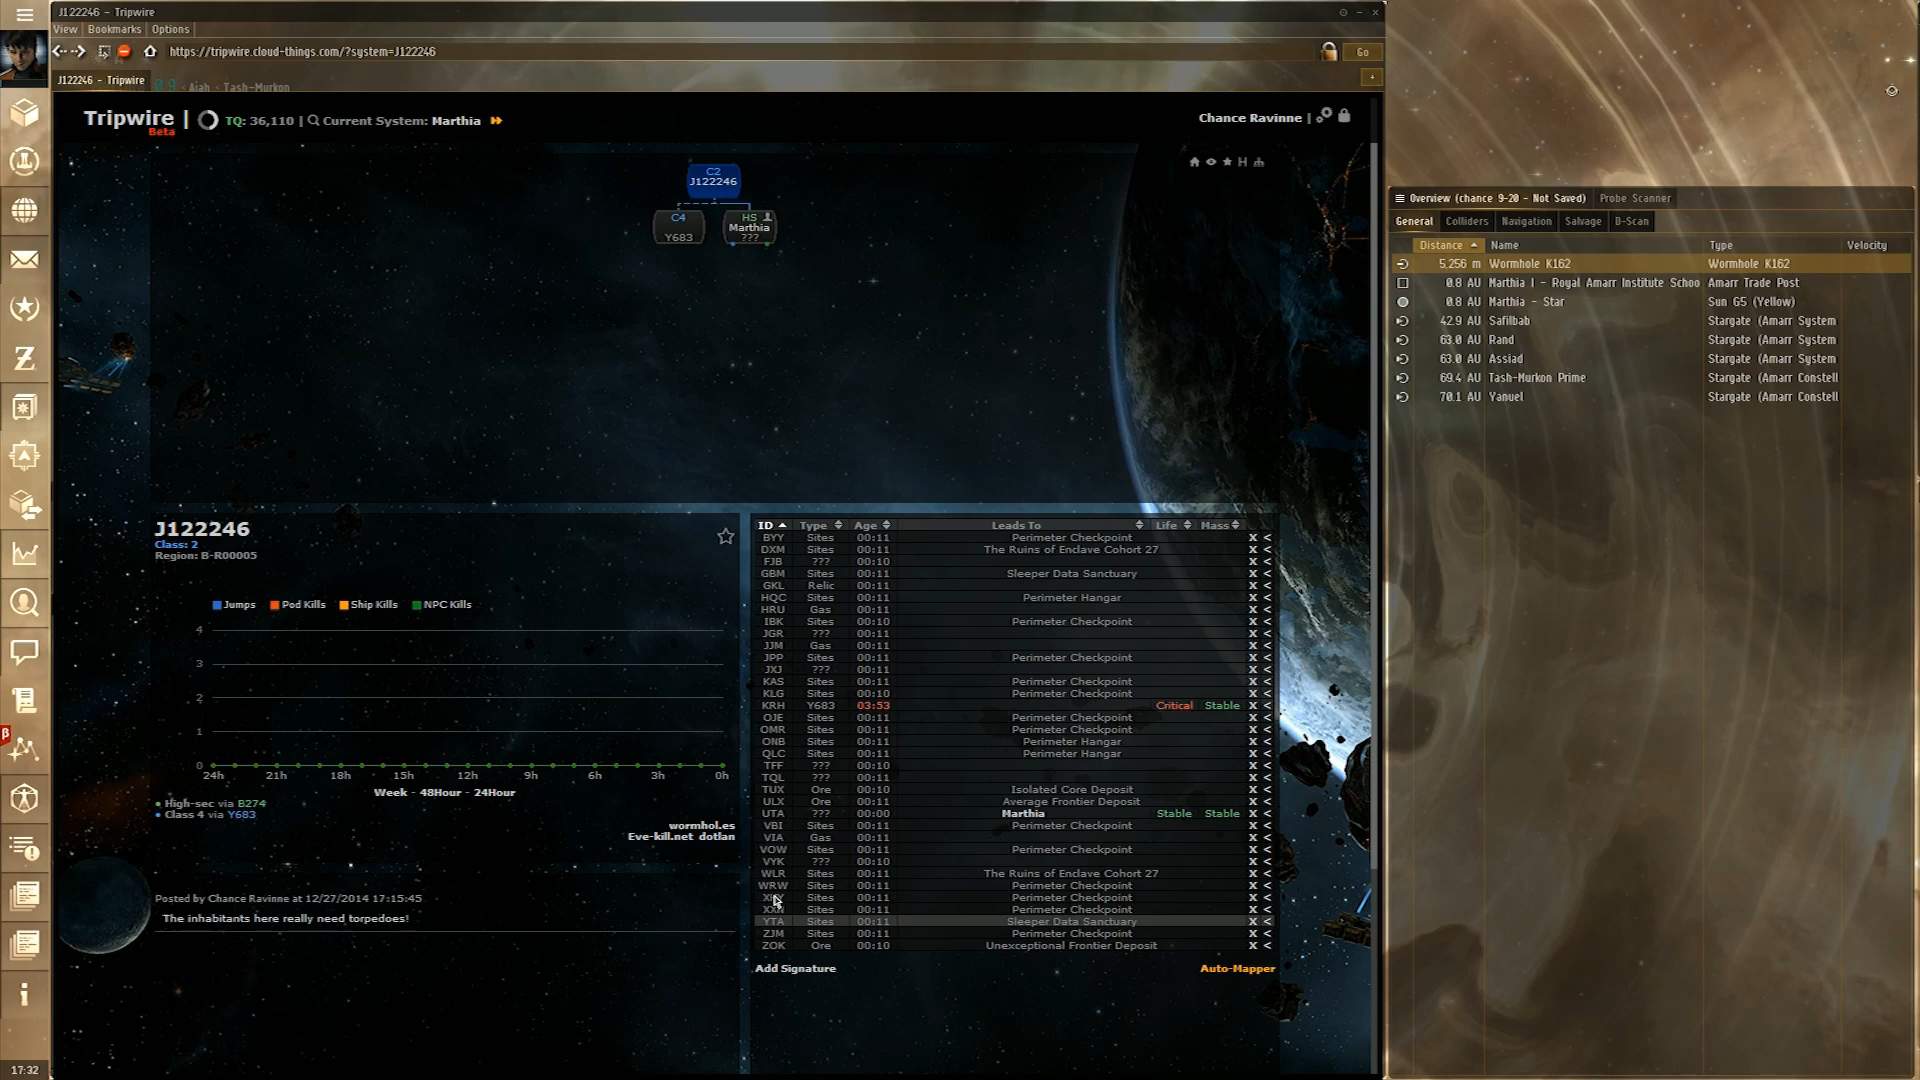 J122246 - Tripwire
View Bookmarks Options
https://tripwire.cloud-things.com/?system=J122246
Go
J122246 - Tripwire
Aiah ‹ Tash-Murkon
Tripwire | TQ: 36,110 | Current System: Marthia
Beta
Chance Ravinne |
H
C2
J122246
C4
Y683
HS
Marthia
???
J122246
Class: 2
Region: B-R00005
Jumps Pod Kills Ship Kills NPC Kills
4
3
2
1
0
24h 21h 18h 15h 12h 9h 6h 3h 0h
Week - 48Hour - 24Hour
High-sec via B274
Class 4 via Y683
wormhol.es
Eve-kill.net dotlan
Posted by Chance Ravinne at 12/27/2014 17:15:45
The inhabitants here really need torpedoes!
ID Type Age Leads To Life Mass
BYY Sites 00:11 Perimeter Checkpoint X <
DXM Sites 00:11 The Ruins of Enclave Cohort 27 X <
FJB ??? 00:10 X <
GBM Sites 00:11 Sleeper Data Sanctuary X <
GKL Relic 00:11 X <
HQC Sites 00:11 Perimeter Hangar X <
HRU Gas 00:11 X <
IBK Sites 00:10 Perimeter Checkpoint X <
JGR ??? 00:11 X <
JJM Gas 00:11 X <
JPP Sites 00:11 Perimeter Checkpoint X <
JXJ ??? 00:11 X <
KAS Sites 00:11 Perimeter Checkpoint X <
KLG Sites 00:10 Perimeter Checkpoint X <
KRH Y683 03:53 Critical Stable X <
OJE Sites 00:11 Perimeter Checkpoint X <
OMR Sites 00:11 Perimeter Checkpoint X <
ONB Sites 00:11 Perimeter Hangar X <
QLC Sites 00:11 Perimeter Hangar X <
TFF ??? 00:10 X <
TQL ??? 00:11 X <
TUX Ore 00:10 Isolated Core Deposit X <
ULX Ore 00:11 Average Frontier Deposit X <
UTA ??? 00:00 Marthia Stable Stable X <
VBI Sites 00:11 Perimeter Checkpoint X <
VIA Gas 00:11 X <
VOW Sites 00:11 Perimeter Checkpoint X <
VYK ??? 00:10 X <
WLR Sites 00:11 The Ruins of Enclave Cohort 27 X <
WRW Sites 00:11 Perimeter Checkpoint X <
Sites 00:11 Perimeter Checkpoint X <
XXN Sites 00:11 Perimeter Checkpoint X <
YTA Sites 00:11 Sleeper Data Sanctuary X <
ZJM Sites 00:11 Perimeter Checkpoint X <
ZOK Ore 00:10 Unexceptional Frontier Deposit X <
Add Signature Auto-Mapper
Overview (chance 9-20 - Not Saved) Probe Scanner
General Colliders Navigation Salvage D-Scan
Distance Name Type Velocity
5,256 m Wormhole K162 Wormhole K162
0.8 AU Marthia I - Royal Amarr Institute Schoo Amarr Trade Post
0.8 AU Marthia - Star Sun G5 (Yellow)
42.9 AU Safilbab Stargate (Amarr System
63.0 AU Rand Stargate (Amarr System
63.0 AU Assiad Stargate (Amarr System
69.4 AU Tash-Murkon Prime Stargate (Amarr Constell
70.1 AU Yanuel Stargate (Amarr Constell
β
17:32